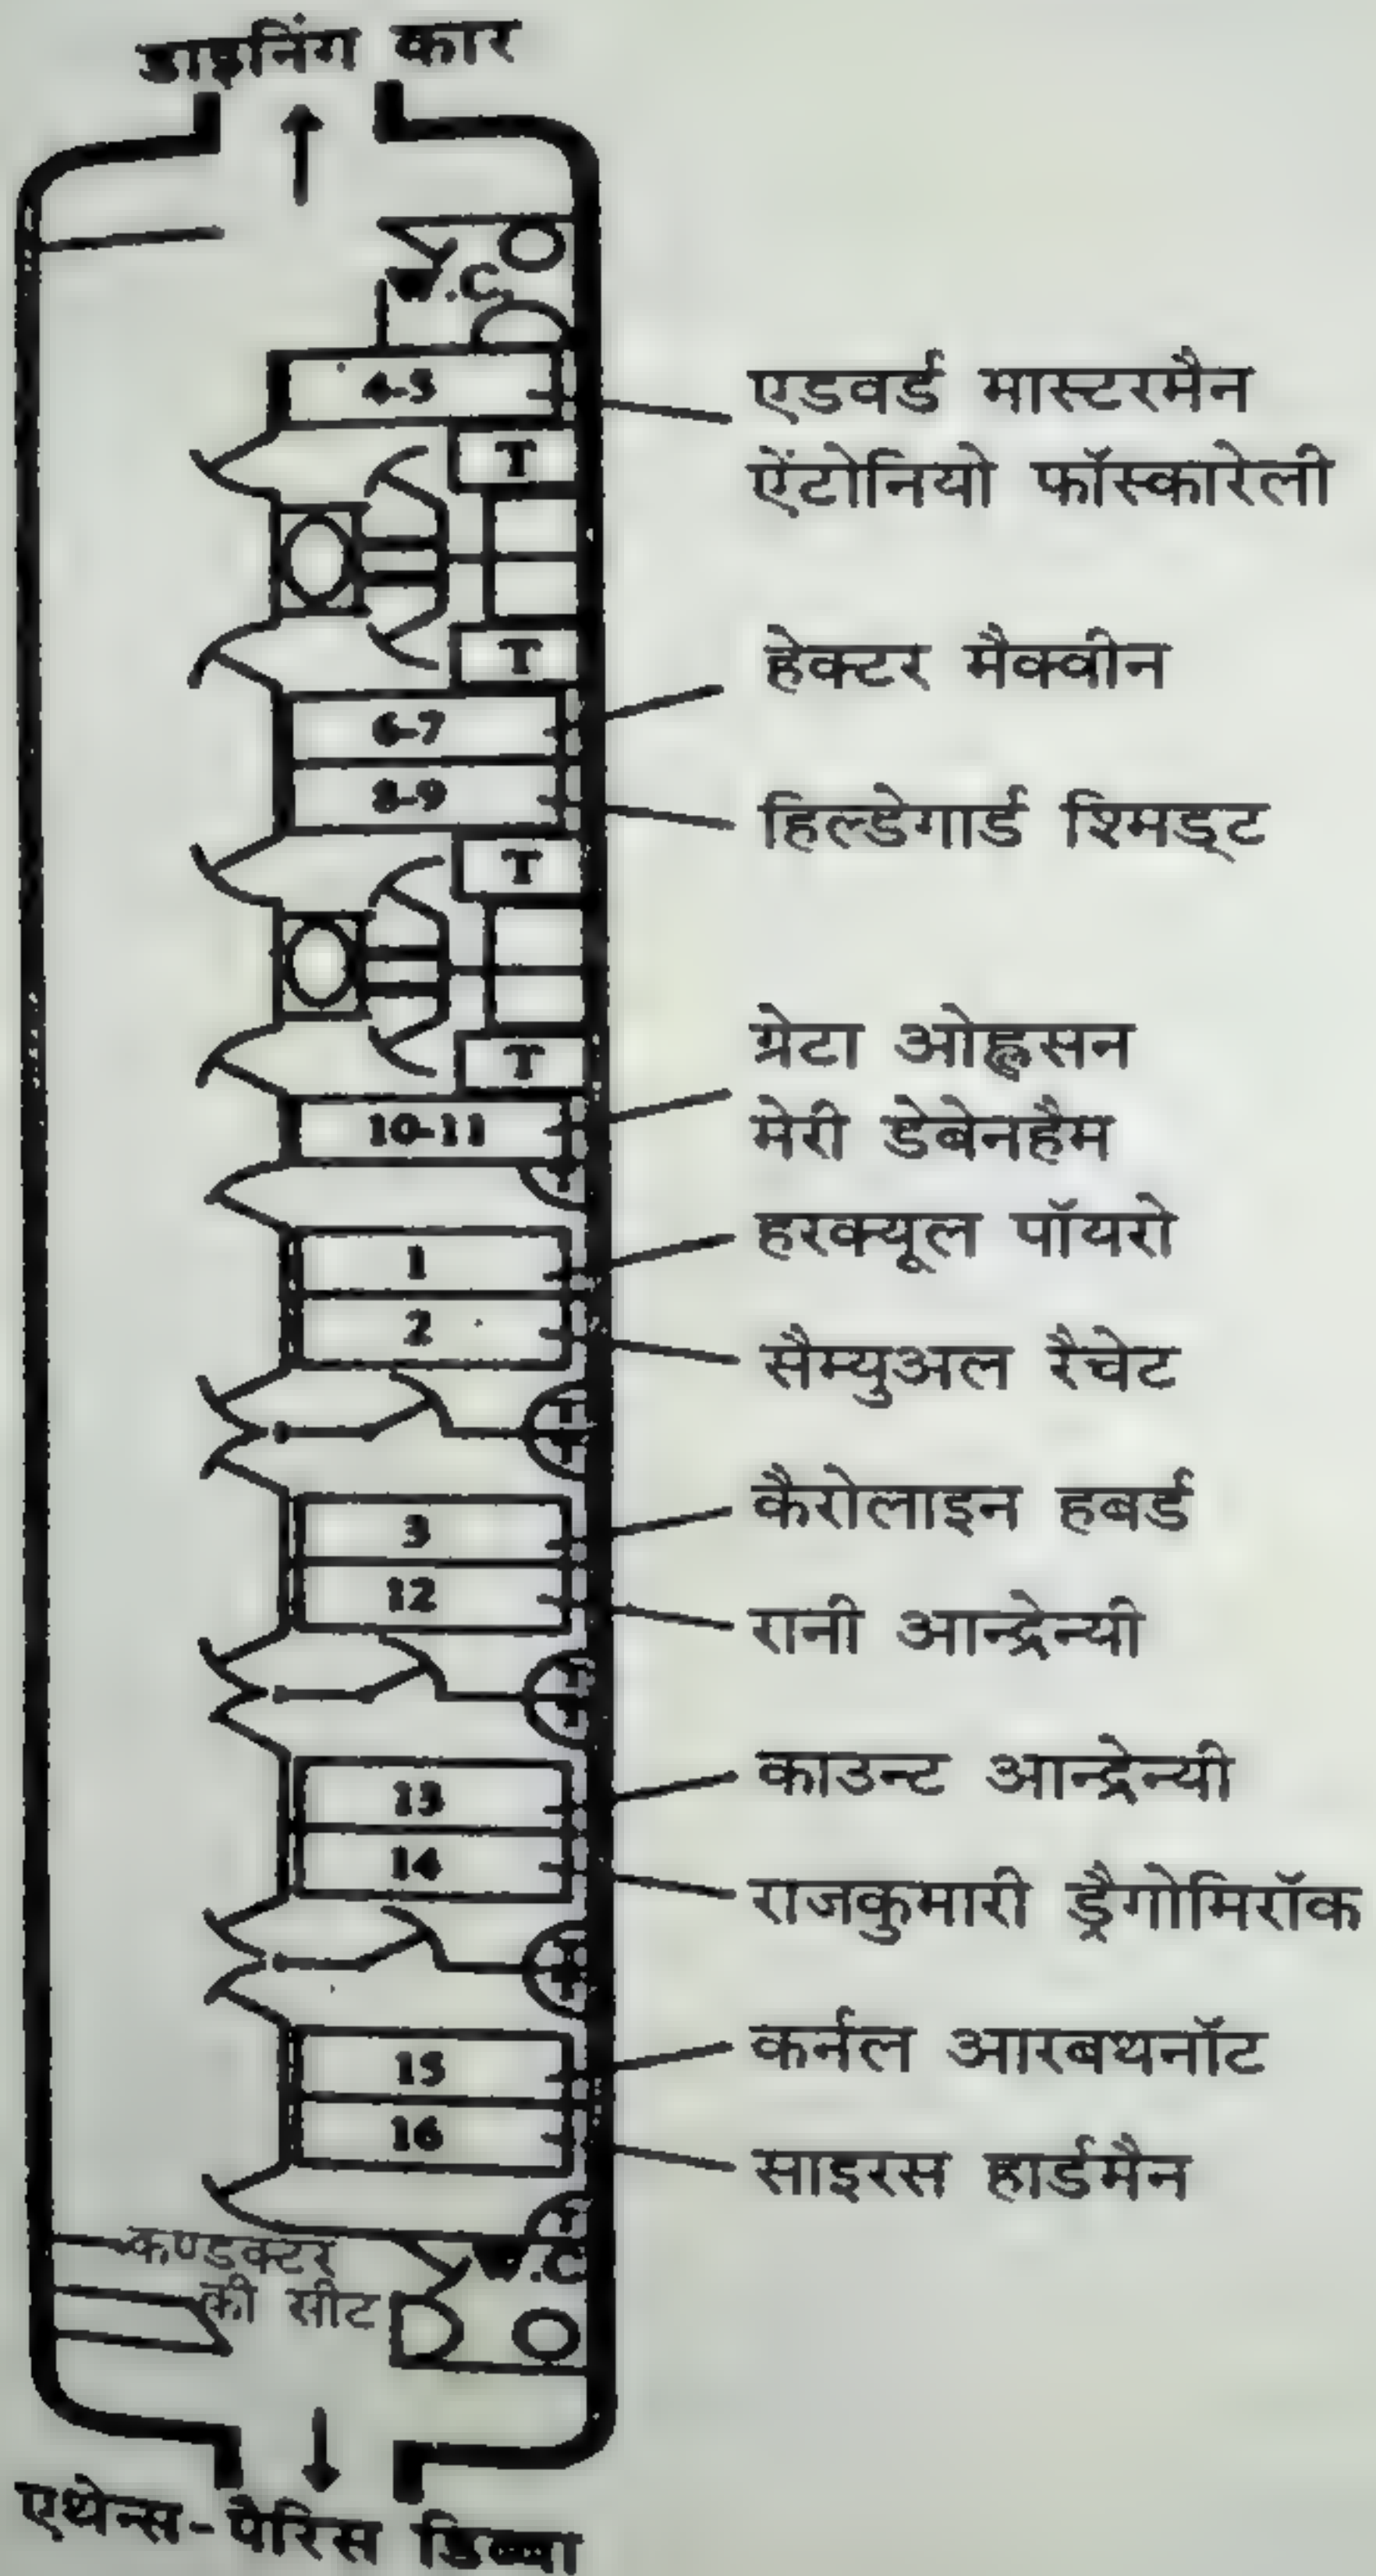 डाइनिंग कार
W.C.
4-5
एडवर्ड मास्टरमैन
ऐंटोनियो फॉस्कारेली
T
T
हेक्टर मैक्वीन
6-7
8-9
हिल्डेगार्ड श्मिड्ट
T
T
ग्रेटा ओह्लसन
10-11
मेरी डेबेनहैम
हरक्यूल पॉयरो
1
2
सैम्युअल रैचेट
कैरोलाइन हबर्ड
3
12
रानी आन्द्रेन्यी
काउन्ट आन्द्रेन्यी
13
14
राजकुमारी ड्रैगोमिरॉक
कर्नल आरबथनॉट
15
16
साइरस हार्डमैन
कण्डक्टर
की सीट
W.C
एथेन्स-पैरिस डिब्बा